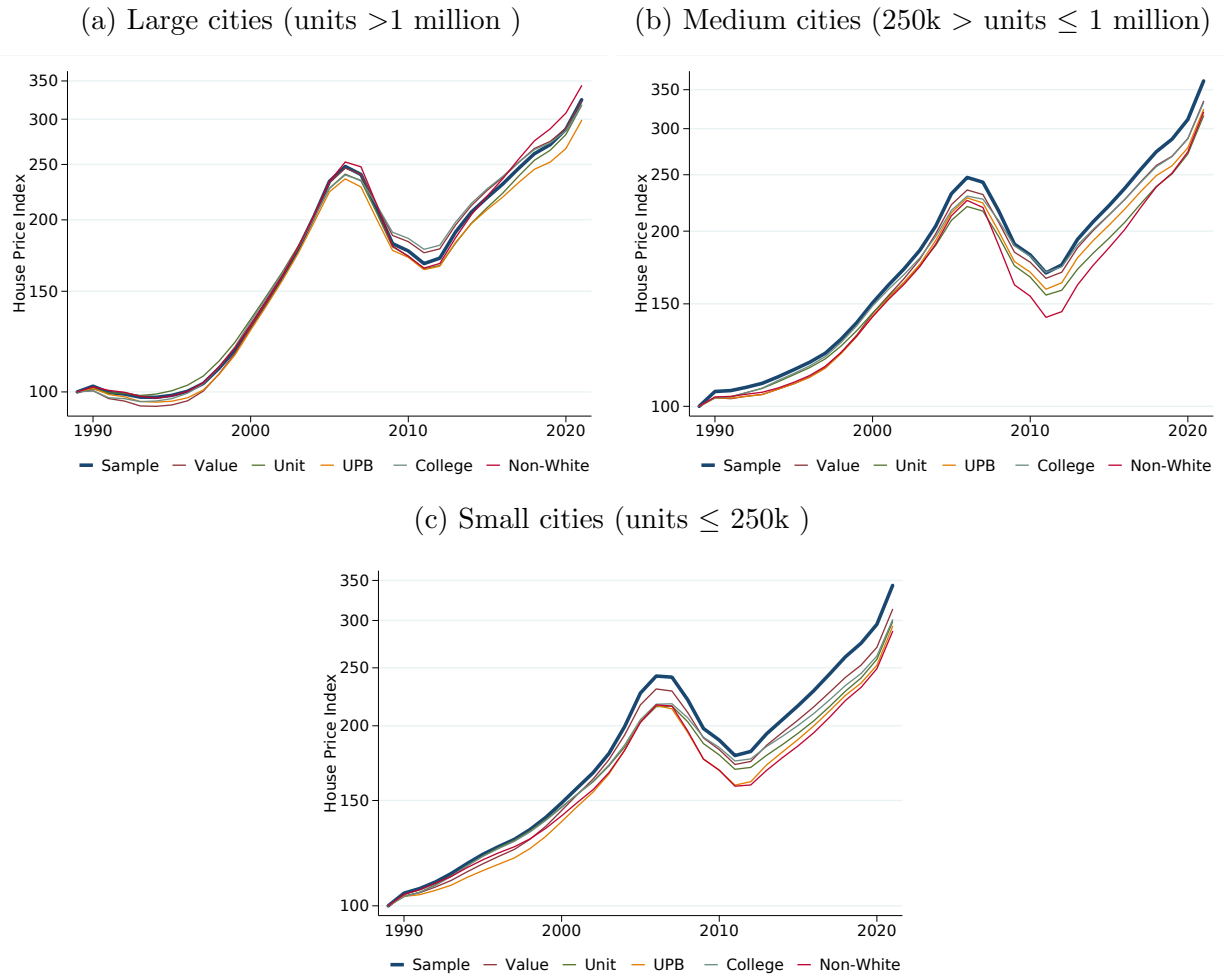 (a) Large cities (units >1 million )
350
300
250
200
150
100
House Price Index
1990 2000 2010 2020
Sample Value Unit UPB College Non-White
(b) Medium cities (250k > units ≤ 1 million)
350
300
250
200
150
100
House Price Index
1990 2000 2010 2020
Sample Value Unit UPB College Non-White
(c) Small cities (units ≤ 250k )
350
300
250
200
150
100
House Price Index
1990 2000 2010 2020
Sample Value Unit UPB College Non-White